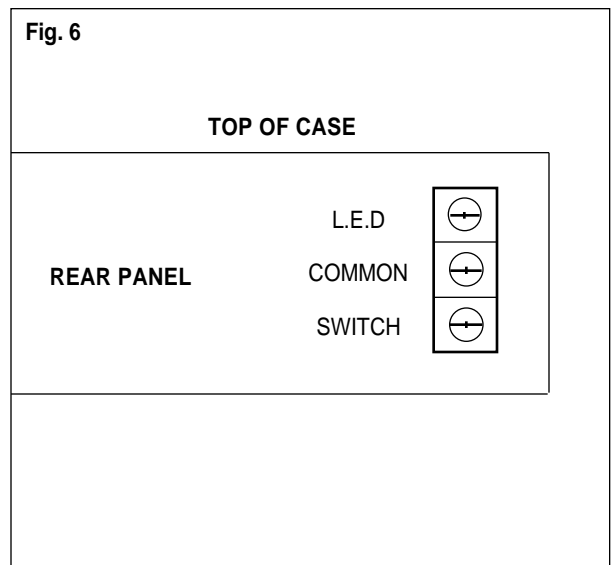 Fig. 6
TOP OF CASE
L.E.D
REAR PANEL
COMMON
SWITCH